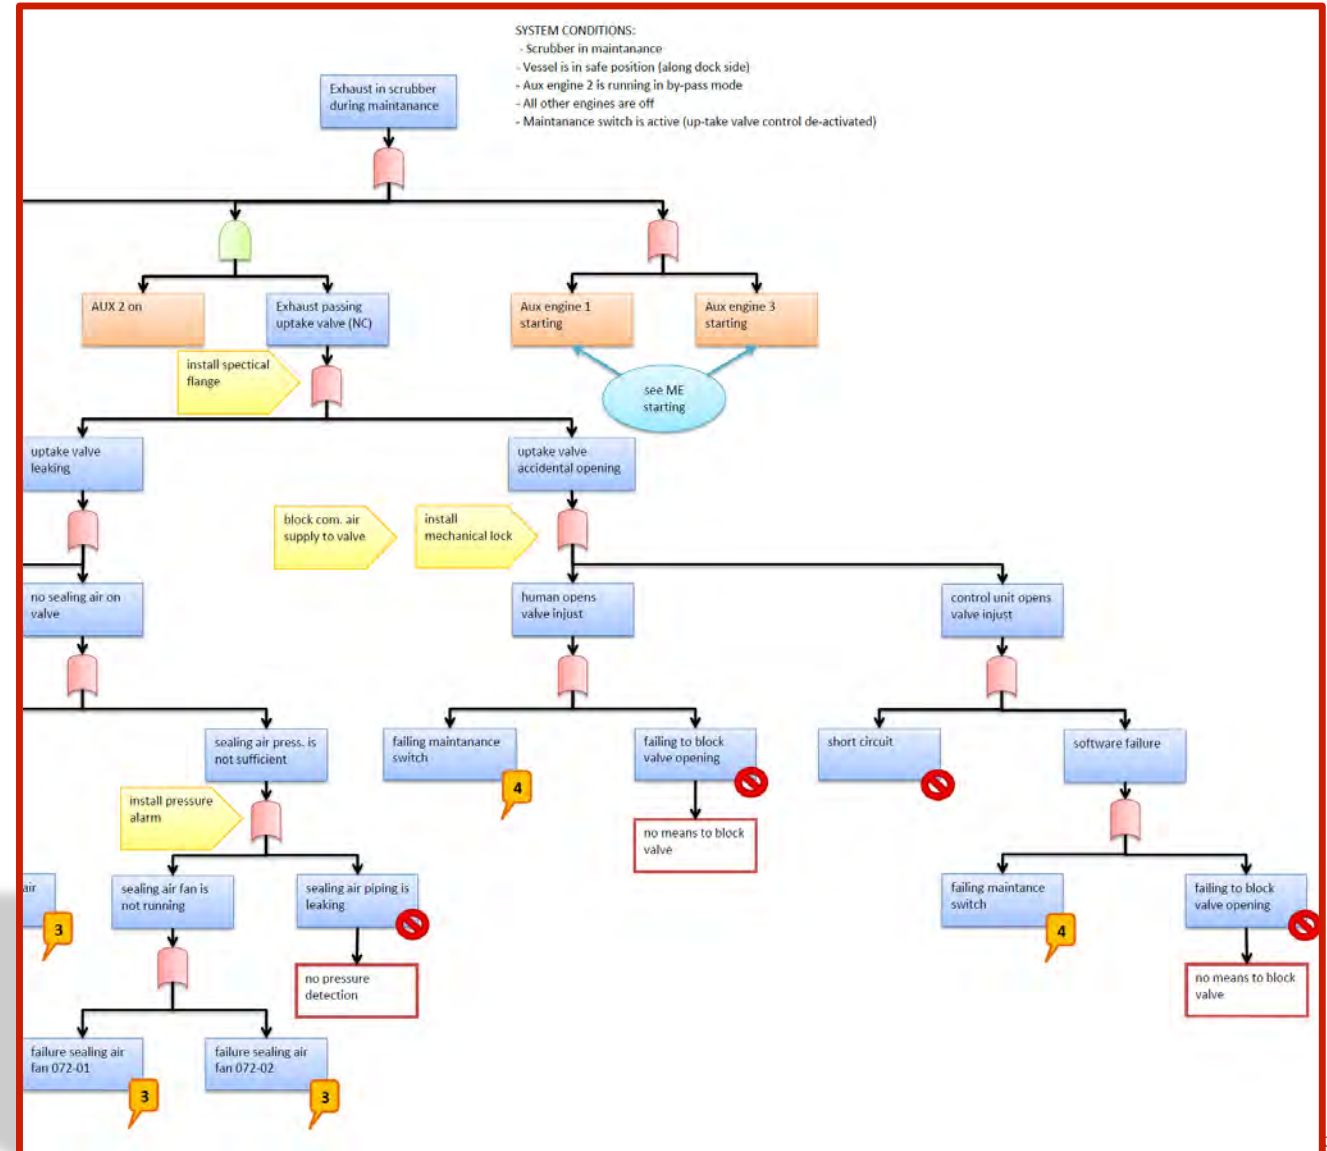 SYSTEM CONDITIONS:
- Scrubber in maintanance
- Vessel is in safe position (along dock side)
- Aux engine 2 is running in by-pass mode
- All other engines are off
- Maintanance switch is active (up-take valve control de-activated)
Exhaust in scrubber
during maintanance
AUX 2 on
Exhaust passing
uptake valve (NC)
Aux engine 1
starting
Aux engine 3
starting
install spectical
flange
see ME
starting
uptake valve
leaking
uptake valve
accidental opening
block com. air
supply to valve
install
mechanical lock
no sealing air on
valve
human opens
valve injust
control unit opens
valve injust
sealing air press. is
not sufficient
failing maintanance
switch
4
failing to block
valve opening
short circuit
software failure
install pressure
alarm
no means to block
valve
air
3
sealing air fan is
not running
sealing air piping is
leaking
failing maintance
switch
4
failing to block
valve opening
no pressure
detection
no means to block
valve
failure sealing air
fan 072-01
3
failure sealing air
fan 072-02
3